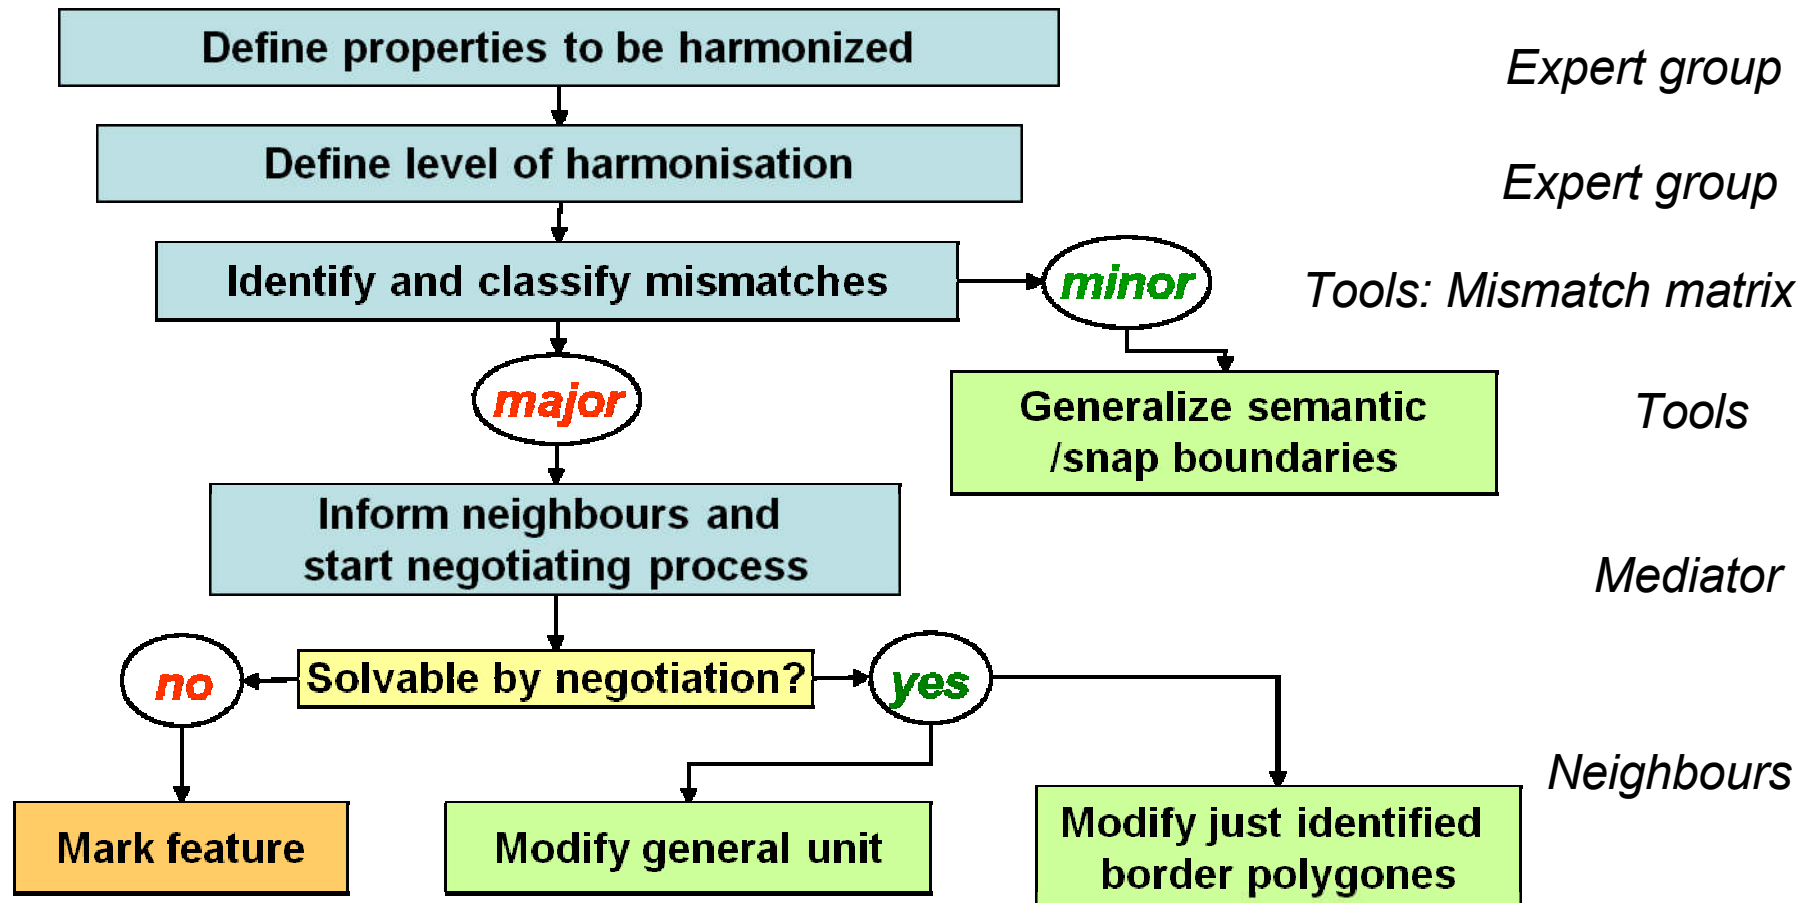 Define properties to be harmonized
Expert group
Define level of harmonisation
Expert group
Identify and classify mismatches
minor
Tools: Mismatch matrix
major
Generalize semantic
/snap boundaries
Tools
Inform neighbours and
start negotiating process
Mediator
no
Solvable by negotiation?
yes
Neighbours
Mark feature
Modify general unit
Modify just identified
border polygones